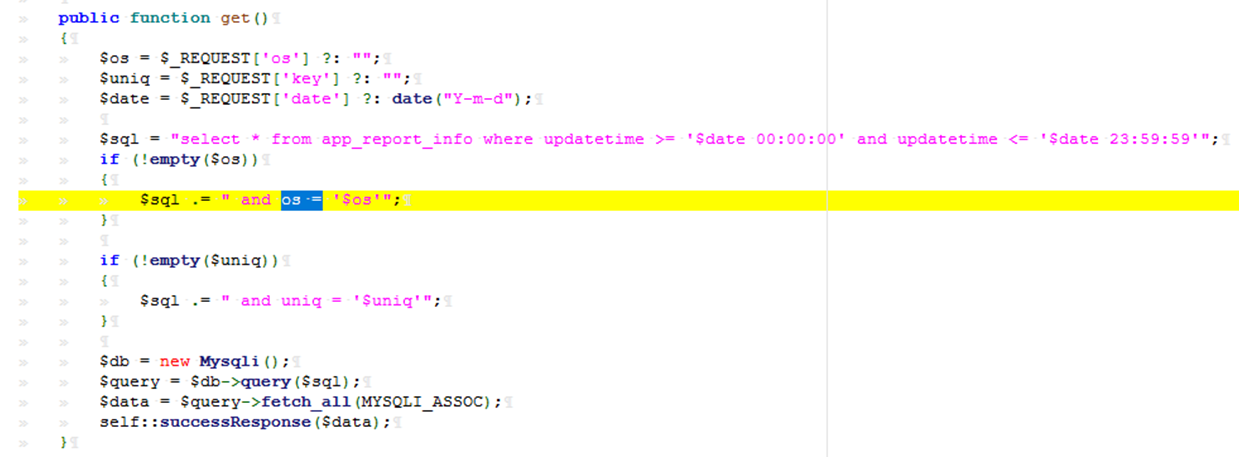 public function get()
{
$os = $_REQUEST['os'] ?: "";
$uniq = $_REQUEST['key'] ?: "";
$date = $_REQUEST['date'] ?: date("Y-m-d");
$sql = "select * from app_report_info where updatetime >= '$date 00:00:00' and updatetime <= '$date 23:59:59'";
if (!empty($os))
{
$sql .= " and os = '$os'";
}
if (!empty($uniq))
{
$sql .= " and uniq = '$uniq'";
}
$db = new Mysqli();
$query = $db->query($sql);
$data = $query->fetch_all(MYSQLI_ASSOC);
self::successResponse($data);
}